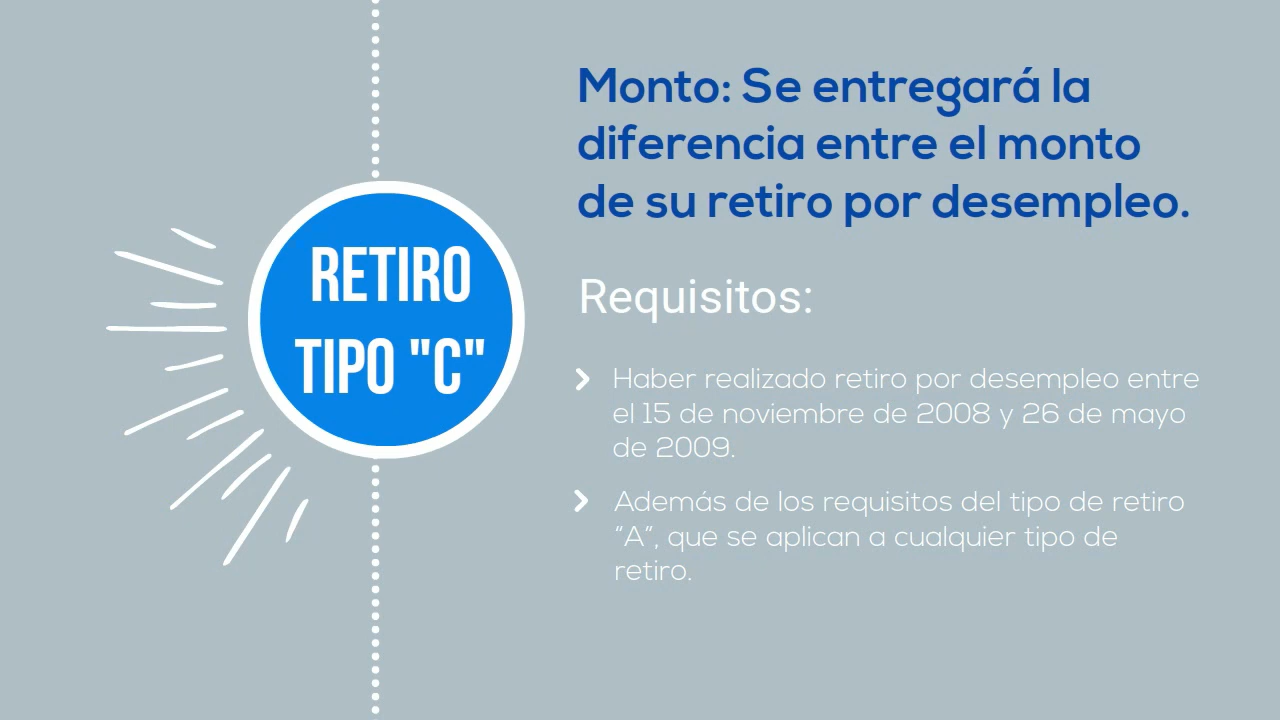 RETIRO
TIPO "C"
Monto: Se entregará la
diferencia entre el monto
de su retiro por desempleo.
Requisitos:
Haber realizado retiro por desempleo entre
el 15 de noviembre de 2008 y 26 de mayo
de 2009.
Además de los requisitos del tipo de retiro
“A”, que se aplican a cualquier tipo de
retiro.